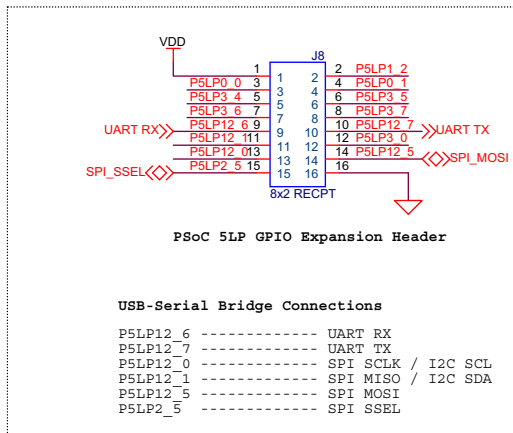 J8
VDD
1 1 2 2 P5LP1_2
P5LP0_0 3 3 4 4 P5LP0_1
P5LP3_4 5 5 6 6 P5LP3_5
P5LP3_6 7 7 8 8 P5LP3_7
UART RX P5LP12_6 9 9 10 10 P5LP12_7 UART TX
P5LP12_1 11 11 12 12 P5LP3_0
P5LP12_0 13 13 14 14 P5LP12_5 SPI_MOSI
SPI_SSEL P5LP2_5 15 15 16 16
8x2 RECPT
PSoC 5LP GPIO Expansion Header
USB-Serial Bridge Connections
P5LP12_6 ------------- UART RX
P5LP12_7 ------------- UART TX
P5LP12_0 ------------- SPI SCLK / I2C SCL
P5LP12_1 ------------- SPI MISO / I2C SDA
P5LP12_5 ------------- SPI MOSI
P5LP2_5 ------------- SPI SSEL